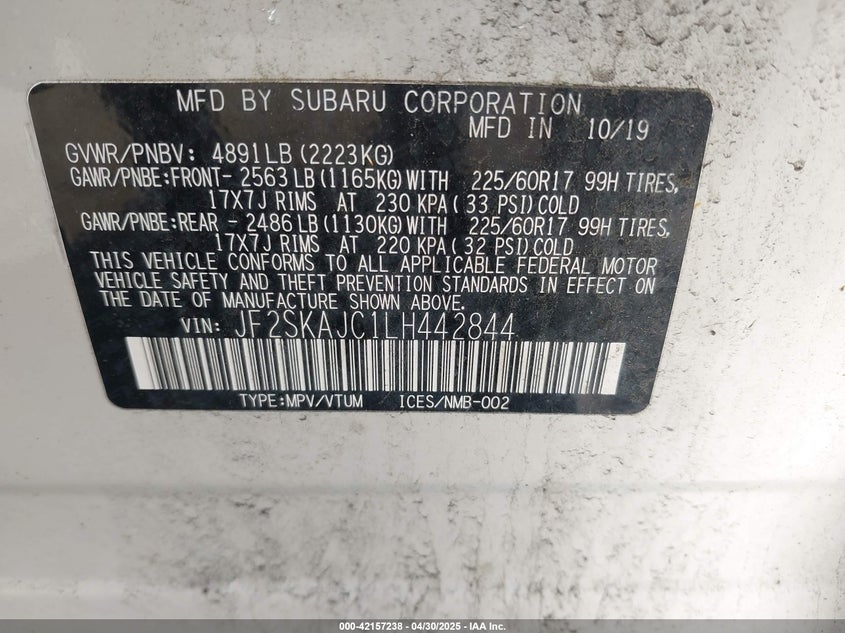 MFD BY SUBARU CORPORATION
MFD IN 10/19
GVWR/PNBV: 4891LB (2223KG)
GAWR/PNBE:FRONT- 2563LB (1165KG) WITH 225/60R17 99H TIRES,
17X7J RIMS AT 230 KPA( 33 PSI) COLD
GAWR/PNBE:REAR - 2486LB (1130KG) WITH 225/60R17 99H TIRES,
17X7J RIMS AT 220 KPA( 32 PSI) COLD
THIS VEHICLE CONFORMS TO ALL APPLICABLE FEDERAL MOTOR
VEHICLE SAFETY AND THEFT PREVENTION STANDARDS IN EFFECT ON
THE DATE OF MANUFACTURE SHOWN ABOVE.
VIN: JF2SKAJC1LH442844
TYPE:MPV/VTUM ICES/NMB-002
000-42157238 - 04/30/2025 - IAA Inc.